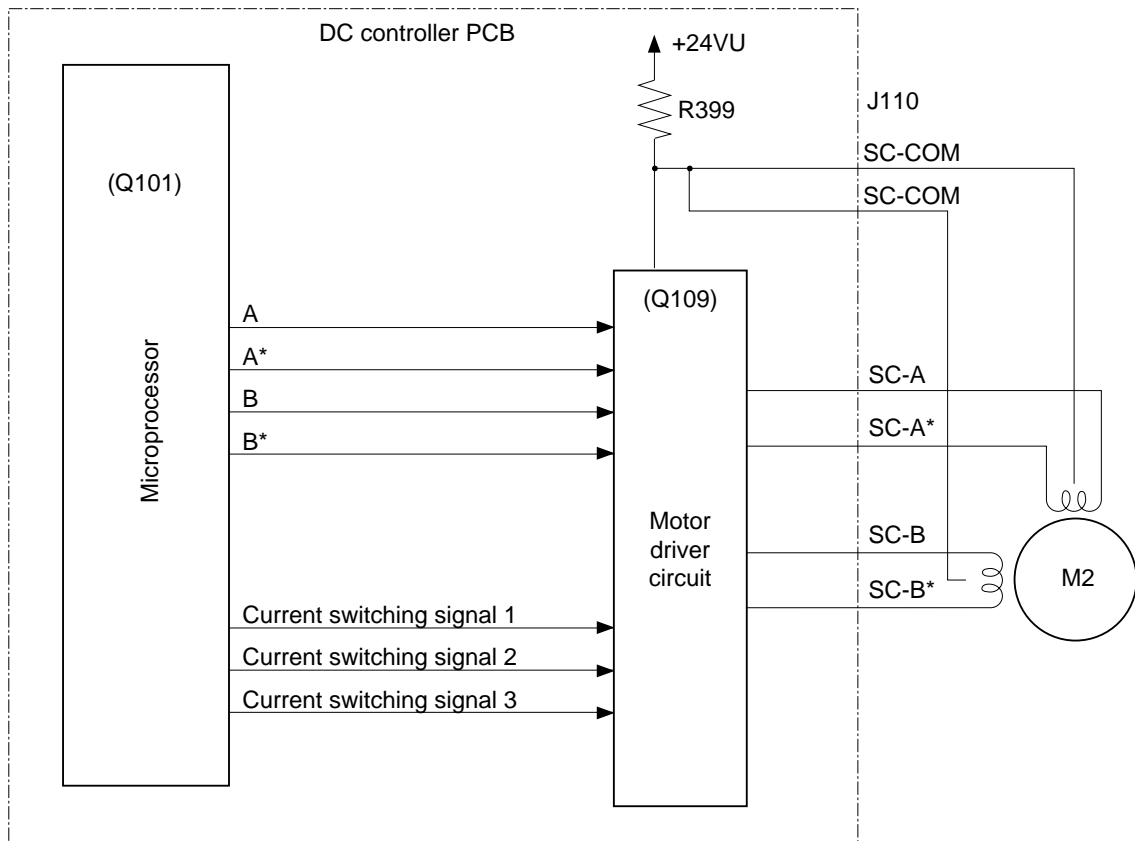 DC controller PCB
+24VU
R399
J110
SC-COM
SC-COM
(Q101)
Microprocessor
A
A*
B
B*
Current switching signal 1
Current switching signal 2
Current switching signal 3
(Q109)
Motor
driver
circuit
SC-A
SC-A*
SC-B
SC-B*
M2